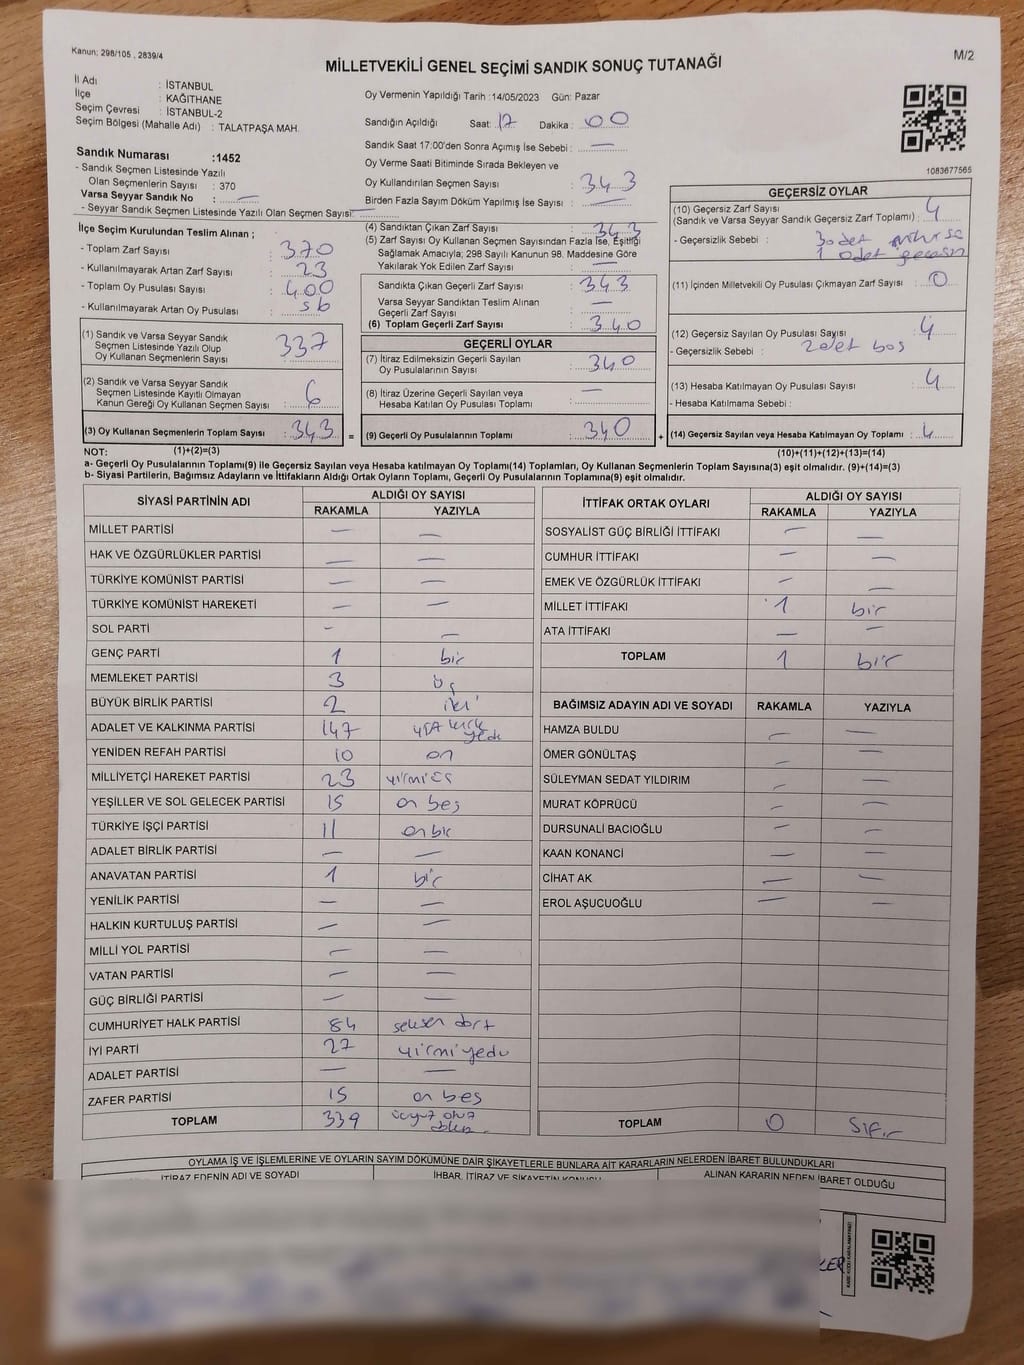 Kanun: 298/105 , 2839/4
M/2
MİLLETVEKİLİ GENEL SEÇİMİ SANDIK SONUÇ TUTANAĞI
İl Adı : İSTANBUL
İlçe : KAĞITHANE
Seçim Çevresi : İSTANBUL-2
Seçim Bölgesi (Mahalle Adı) : TALATPAŞA MAH.
Oy Vermenin Yapıldığı Tarih :14/05/2023 Gün: Pazar
Sandığın Açıldığı Saat: 17 Dakika : 00
Sandık Saat 17:00'den Sonra Açımış İse Sebebi : —
Oy Verme Saati Bitiminde Sırada Bekleyen ve
Oy Kullandırılan Seçmen Sayısı : 343
Birden Fazla Sayım Döküm Yapılmış İse Sayısı : —
1083677565
Sandık Numarası :1452
- Sandık Seçmen Listesinde Yazılı
Olan Seçmenlerin Sayısı : 370
Varsa Seyyar Sandık No : —
- Seyyar Sandık Seçmen Listesinde Yazılı Olan Seçmen Sayısı:
İlçe Seçim Kurulundan Teslim Alınan ;
- Toplam Zarf Sayısı : 370
- Kullanılmayarak Artan Zarf Sayısı : 23
- Toplam Oy Pusulası Sayısı : 400
- Kullanılmayarak Artan Oy Pusulası :
(1) Sandık ve Varsa Seyyar Sandık
Seçmen Listesinde Yazılı Olup
Oy Kullanan Seçmenlerin Sayısı : 337
(2) Sandık ve Varsa Seyyar Sandık
Seçmen Listesinde Kayıtlı Olmayan
Kanun Gereği Oy Kullanan Seçmen Sayısı : 6
(3) Oy Kullanan Seçmenlerin Toplam Sayısı : 343 =
(4) Sandıktan Çıkan Zarf Sayısı : 343
(5) Zarf Sayısı Oy Kullanan Seçmen Sayısından Fazla İse, Eşitliği
Sağlamak Amacıyla; 298 Sayılı Kanunun 98. Maddesine Göre
Yakılarak Yok Edilen Zarf Sayısı : —
Sandıkta Çıkan Geçerli Zarf Sayısı : 343
Varsa Seyyar Sandıktan Teslim Alınan
Geçerli Zarf Sayısı : —
(6) Toplam Geçerli Zarf Sayısı : 340
GEÇERLİ OYLAR
(7) İtiraz Edilmeksizin Geçerli Sayılan
Oy Pusulalarının Sayısı : 340
(8) İtiraz Üzerine Geçerli Sayılan veya
Hesaba Katılan Oy Pusulası Toplamı : —
(9) Geçerli Oy Pusulalarının Toplamı : 340 +
GEÇERSİZ OYLAR
(10) Geçersiz Zarf Sayısı
(Sandık ve Varsa Seyyar Sandık Geçersiz Zarf Toplamı) : 4
- Geçersizlik Sebebi : 3 adet
1 adet
(11) İçinden Milletvekili Oy Pusulası Çıkmayan Zarf Sayısı : 0
(12) Geçersiz Sayılan Oy Pusulası Sayısı : 4
- Geçersizlik Sebebi : 2 adet boş
(13) Hesaba Katılmayan Oy Pusulası Sayısı : 4
- Hesaba Katılmama Sebebi :
(14) Geçersiz Sayılan veya Hesaba Katılmayan Oy Toplamı : 4
NOT: (1)+(2)=(3)
(10)+(11)+(12)+(13)=(14)
a- Geçerli Oy Pusulalarının Toplamı(9) ile Geçersiz Sayılan veya Hesaba katılmayan Oy Toplamı(14) Toplamları, Oy Kullanan Seçmenlerin Toplam Sayısına(3) eşit olmalıdır. (9)+(14)=(3)
b- Siyasi Partilerin, Bağımsız Adayların ve İttifakların Aldığı Ortak Oyların Toplamı, Geçerli Oy Pusulalarının Toplamına(9) eşit olmalıdır.
SİYASİ PARTİNİN ADI ALDIĞI OY SAYISI
RAKAMLA YAZIYLA
MİLLET PARTİSİ — —
HAK VE ÖZGÜRLÜKLER PARTİSİ — —
TÜRKİYE KOMÜNİST PARTİSİ — —
TÜRKİYE KOMÜNİST HAREKETİ — —
SOL PARTİ — —
GENÇ PARTİ 1 bir
MEMLEKET PARTİSİ 3 üç
BÜYÜK BİRLİK PARTİSİ 2 iki
ADALET VE KALKINMA PARTİSİ 147 yüz kırk yedi
YENİDEN REFAH PARTİSİ 10 on
MİLLİYETÇİ HAREKET PARTİSİ 23 yirmi üç
YEŞİLLER VE SOL GELECEK PARTİSİ 15 on beş
TÜRKİYE İŞÇİ PARTİSİ 11 on bir
ADALET BİRLİK PARTİSİ — —
ANAVATAN PARTİSİ 1 bir
YENİLİK PARTİSİ — —
HALKIN KURTULUŞ PARTİSİ — —
MİLLİ YOL PARTİSİ — —
VATAN PARTİSİ — —
GÜÇ BİRLİĞİ PARTİSİ — —
CUMHURİYET HALK PARTİSİ 84 seksen dört
İYİ PARTİ 27 yirmi yedi
ADALET PARTİSİ — —
ZAFER PARTİSİ 15 on beş
TOPLAM 339 üçyüz otuz dokuz
İTTİFAK ORTAK OYLARI ALDIĞI OY SAYISI
RAKAMLA YAZIYLA
SOSYALİST GÜÇ BİRLİĞİ İTTİFAKI — —
CUMHUR İTTİFAKI — —
EMEK VE ÖZGÜRLÜK İTTİFAKI — —
MİLLET İTTİFAKI 1 bir
ATA İTTİFAKI — —
TOPLAM 1 bir
BAĞIMSIZ ADAYIN ADI VE SOYADI RAKAMLA YAZIYLA
HAMZA BULDU — —
ÖMER GÖNÜLTAŞ — —
SÜLEYMAN SEDAT YILDIRIM — —
MURAT KÖPRÜCÜ — —
DURSUNALİ BACIOĞLU — —
KAAN KONANCİ — —
CİHAT AK — —
EROL AŞUCUOĞLU — —
TOPLAM 0 Sıfır
OYLAMA İŞ VE İŞLEMLERİNE VE OYLARIN SAYIM DÖKÜMÜNE DAİR ŞİKAYETLERLE BUNLARA AİT KARARLARIN NELERDEN İBARET BULUNDUKLARI
İTİRAZ EDENİN ADI VE SOYADI İHBAR, İTİRAZ VE ŞİKAYETİN KONUSU ALINAN KARARIN NEDEN İBARET OLDUĞU